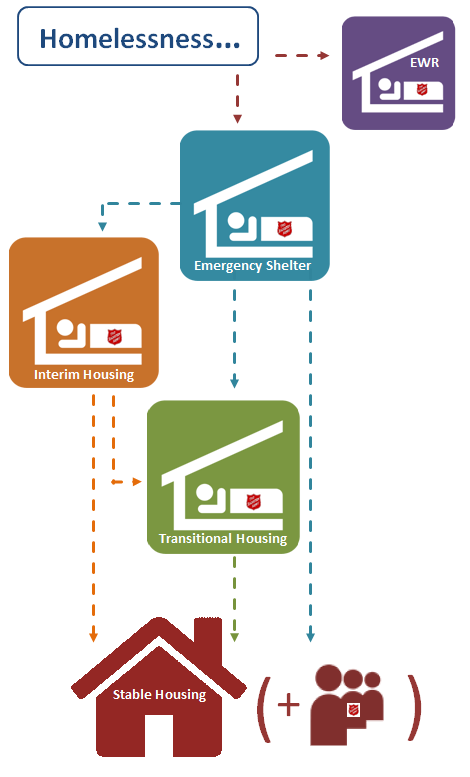 Homelessness...
EWR
Emergency Shelter
Interim Housing
Transitional Housing
Stable Housing
( + )